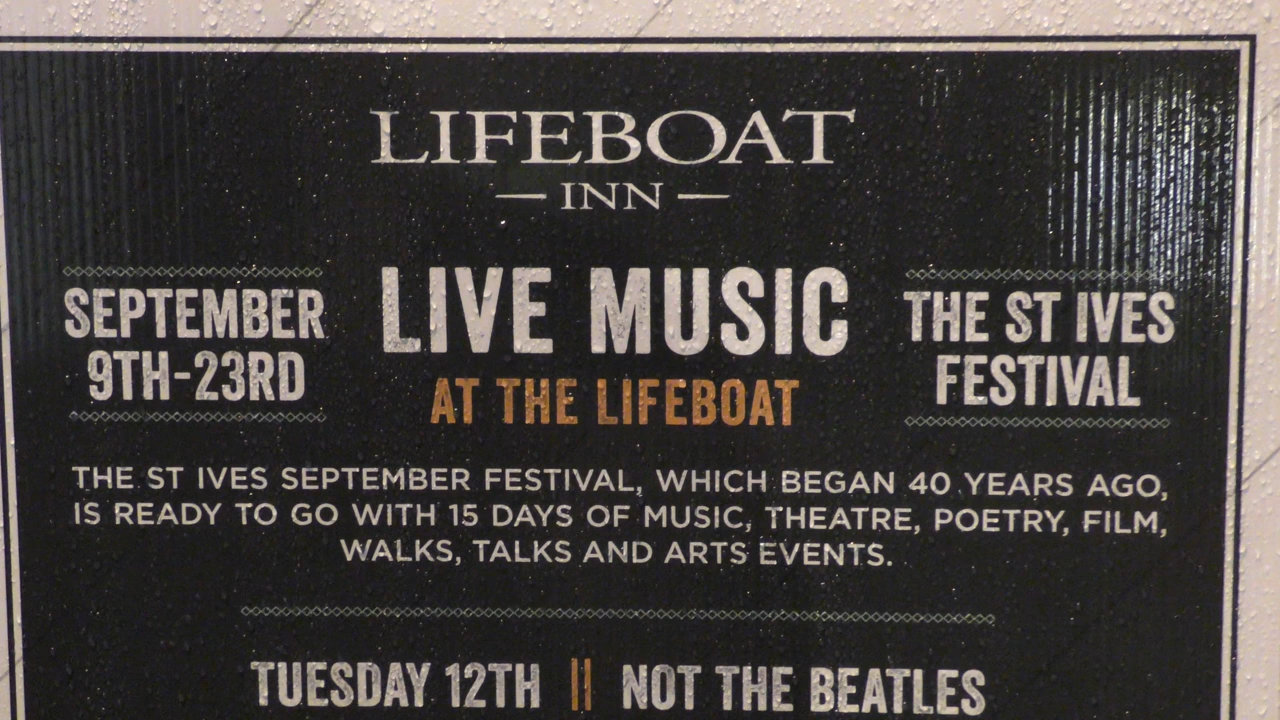 LIFEBOAT
— INN —
SEPTEMBER
9TH-23RD
LIVE MUSIC
AT THE LIFEBOAT
THE ST IVES
FESTIVAL
THE ST IVES SEPTEMBER FESTIVAL, WHICH BEGAN 40 YEARS AGO,
IS READY TO GO WITH 15 DAYS OF MUSIC, THEATRE, POETRY, FILM,
WALKS, TALKS AND ARTS EVENTS.
TUESDAY 12TH || NOT THE BEATLES